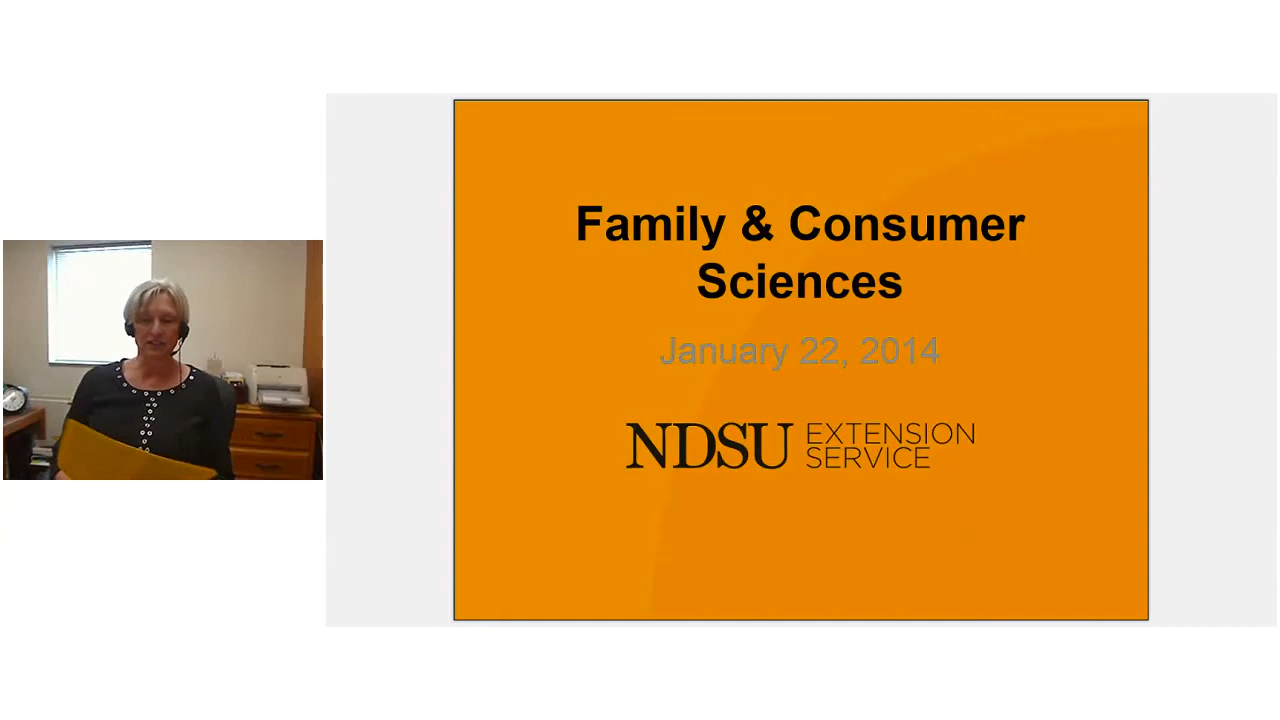 Family & Consumer
Sciences
January 22, 2014
NDSU EXTENSION
SERVICE